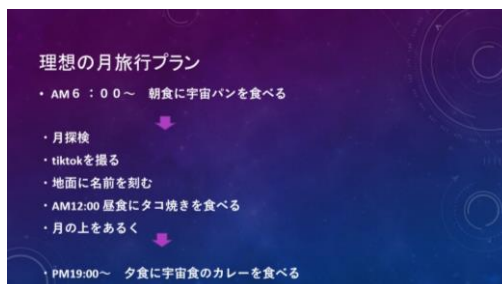 理想の月旅行プラン
・AM６：００～　朝食に宇宙パンを食べる
・月探検
・tiktokを撮る
・地面に名前を刻む
・AM12:00 昼食にタコ焼きを食べる
・月の上をあるく
・PM19:00～　夕食に宇宙食のカレーを食べる